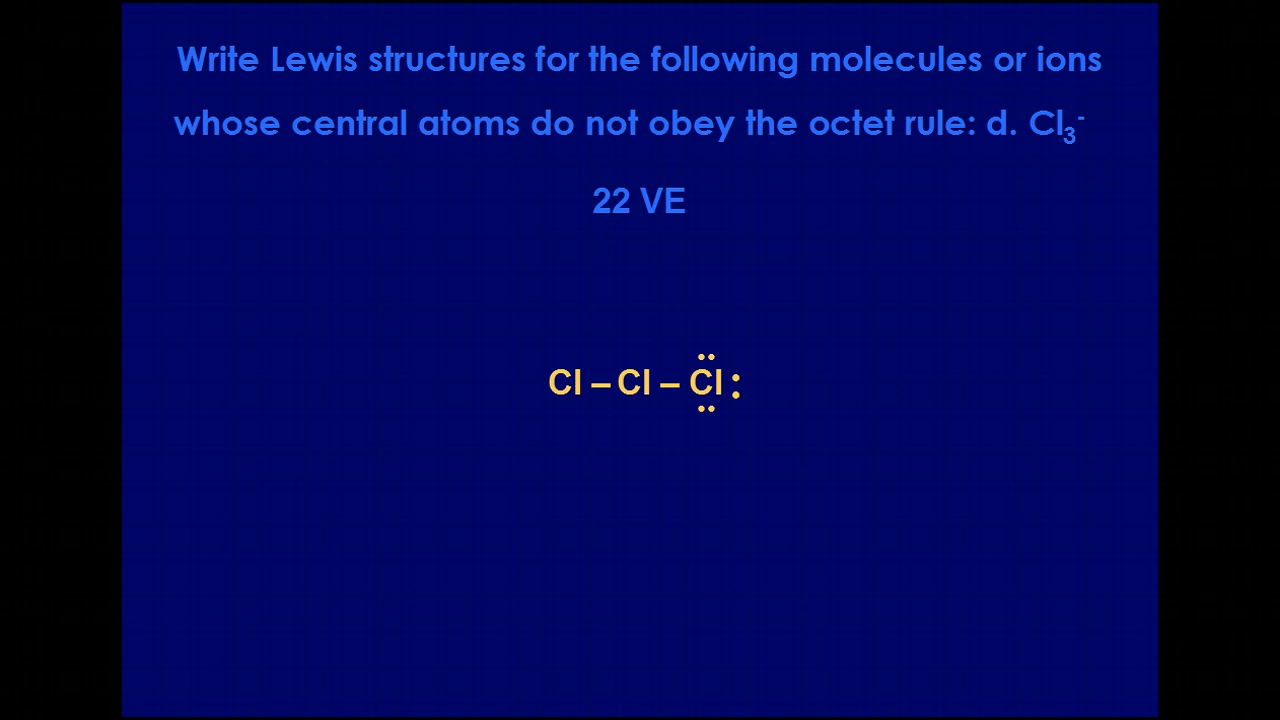 Write Lewis structures for the following molecules or ions
whose central atoms do not obey the octet rule: d. Cl₃⁻
22 VE
Cl – Cl – Cl :